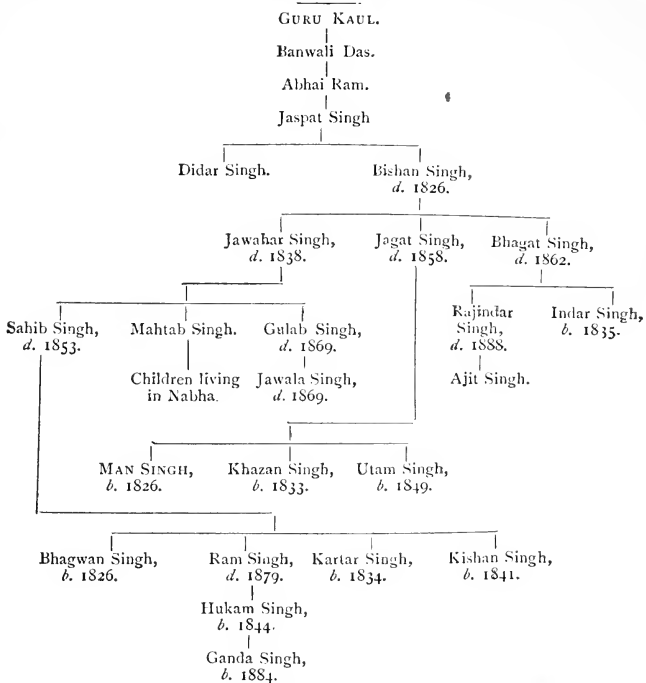 GURU KAUL.
Banwali Das.
Abhai Ram.
Jaspat Singh
Didar Singh. Bishan Singh,
d. 1826.
Jawahar Singh, Jagat Singh, Bhagat Singh,
d. 1838. d. 1858. d. 1862.
Sahib Singh, Mahtab Singh. Gulab Singh, Rajindar Indar Singh,
d. 1853. d. 1869. Singh, b. 1835.
d. 1888.
Children living Jawala Singh, Ajit Singh.
in Nabha. d. 1869.
MAN SINGH, Khazan Singh, Utam Singh,
b. 1826. b. 1833. b. 1849.
Bhagwan Singh, Ram Singh, Kartar Singh, Kishan Singh,
b. 1826. d. 1879. b. 1834. b. 1841.
Hukam Singh,
b. 1844.
Ganda Singh,
b. 1884.